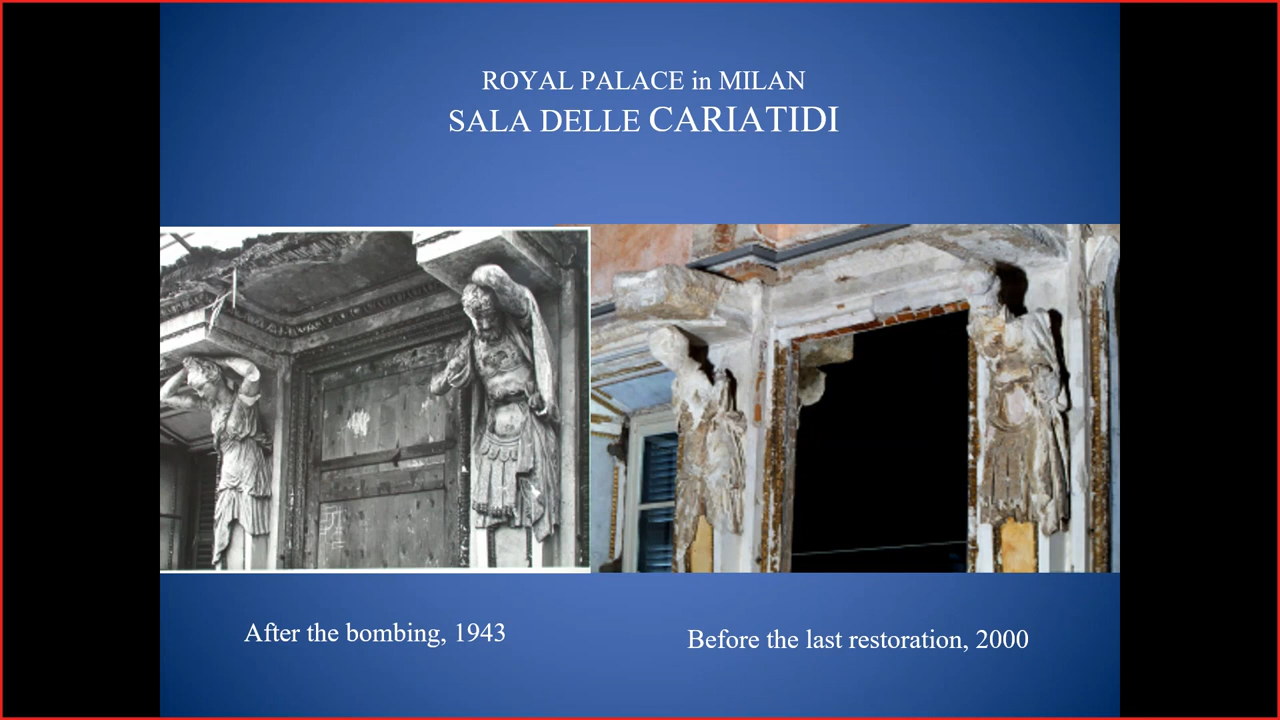 ROYAL PALACE in MILAN
SALA DELLE CARIATIDI
After the bombing, 1943
Before the last restoration, 2000